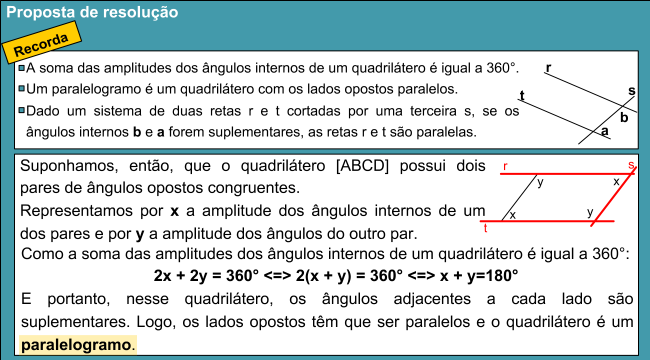 Proposta de resolução
Recorda
▪A soma das amplitudes dos ângulos internos de um quadrilátero é igual a 360°.
▪Um paralelogramo é um quadrilátero com os lados opostos paralelos.
▪Dado um sistema de duas retas r e t cortadas por uma terceira s, se os
ângulos internos b e a forem suplementares, as retas r e t são paralelas.
r
t
s
b
a
Suponhamos, então, que o quadrilátero [ABCD] possui dois
pares de ângulos opostos congruentes.
Representamos por x a amplitude dos ângulos internos de um
dos pares e por y a amplitude dos ângulos do outro par.
r
s
y
x
x
y
t
Como a soma das amplitudes dos ângulos internos de um quadrilátero é igual a 360°:
2x + 2y = 360° <=> 2(x + y) = 360° <=> x + y=180°
E portanto, nesse quadrilátero, os ângulos adjacentes a cada lado são
suplementares. Logo, os lados opostos têm que ser paralelos e o quadrilátero é um
paralelogramo.